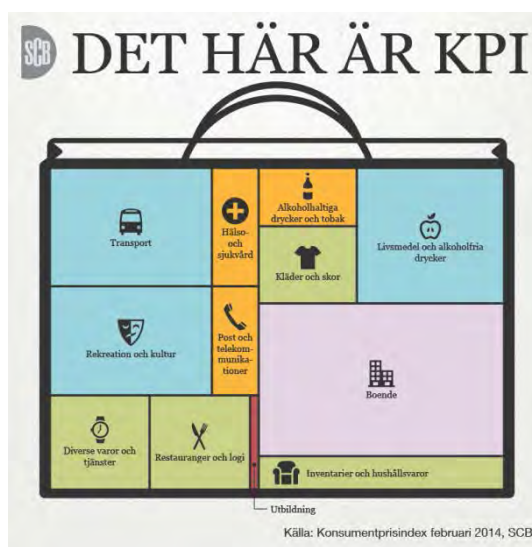 SCB
DET HÄR ÄR KPI
Transport
Hälso-
och
sjukvård
Alkoholhaltiga
drycker och tobak
Kläder och skor
Livsmedel och alkoholfria
drycker
Rekreation och kultur
Post och
telekom-
munika-
tioner
Boende
Diverse varor och
tjänster
Restauranger och logi
Inventarier och hushållsvaror
Utbildning
Källa: Konsumentprisindex februari 2014, SCB